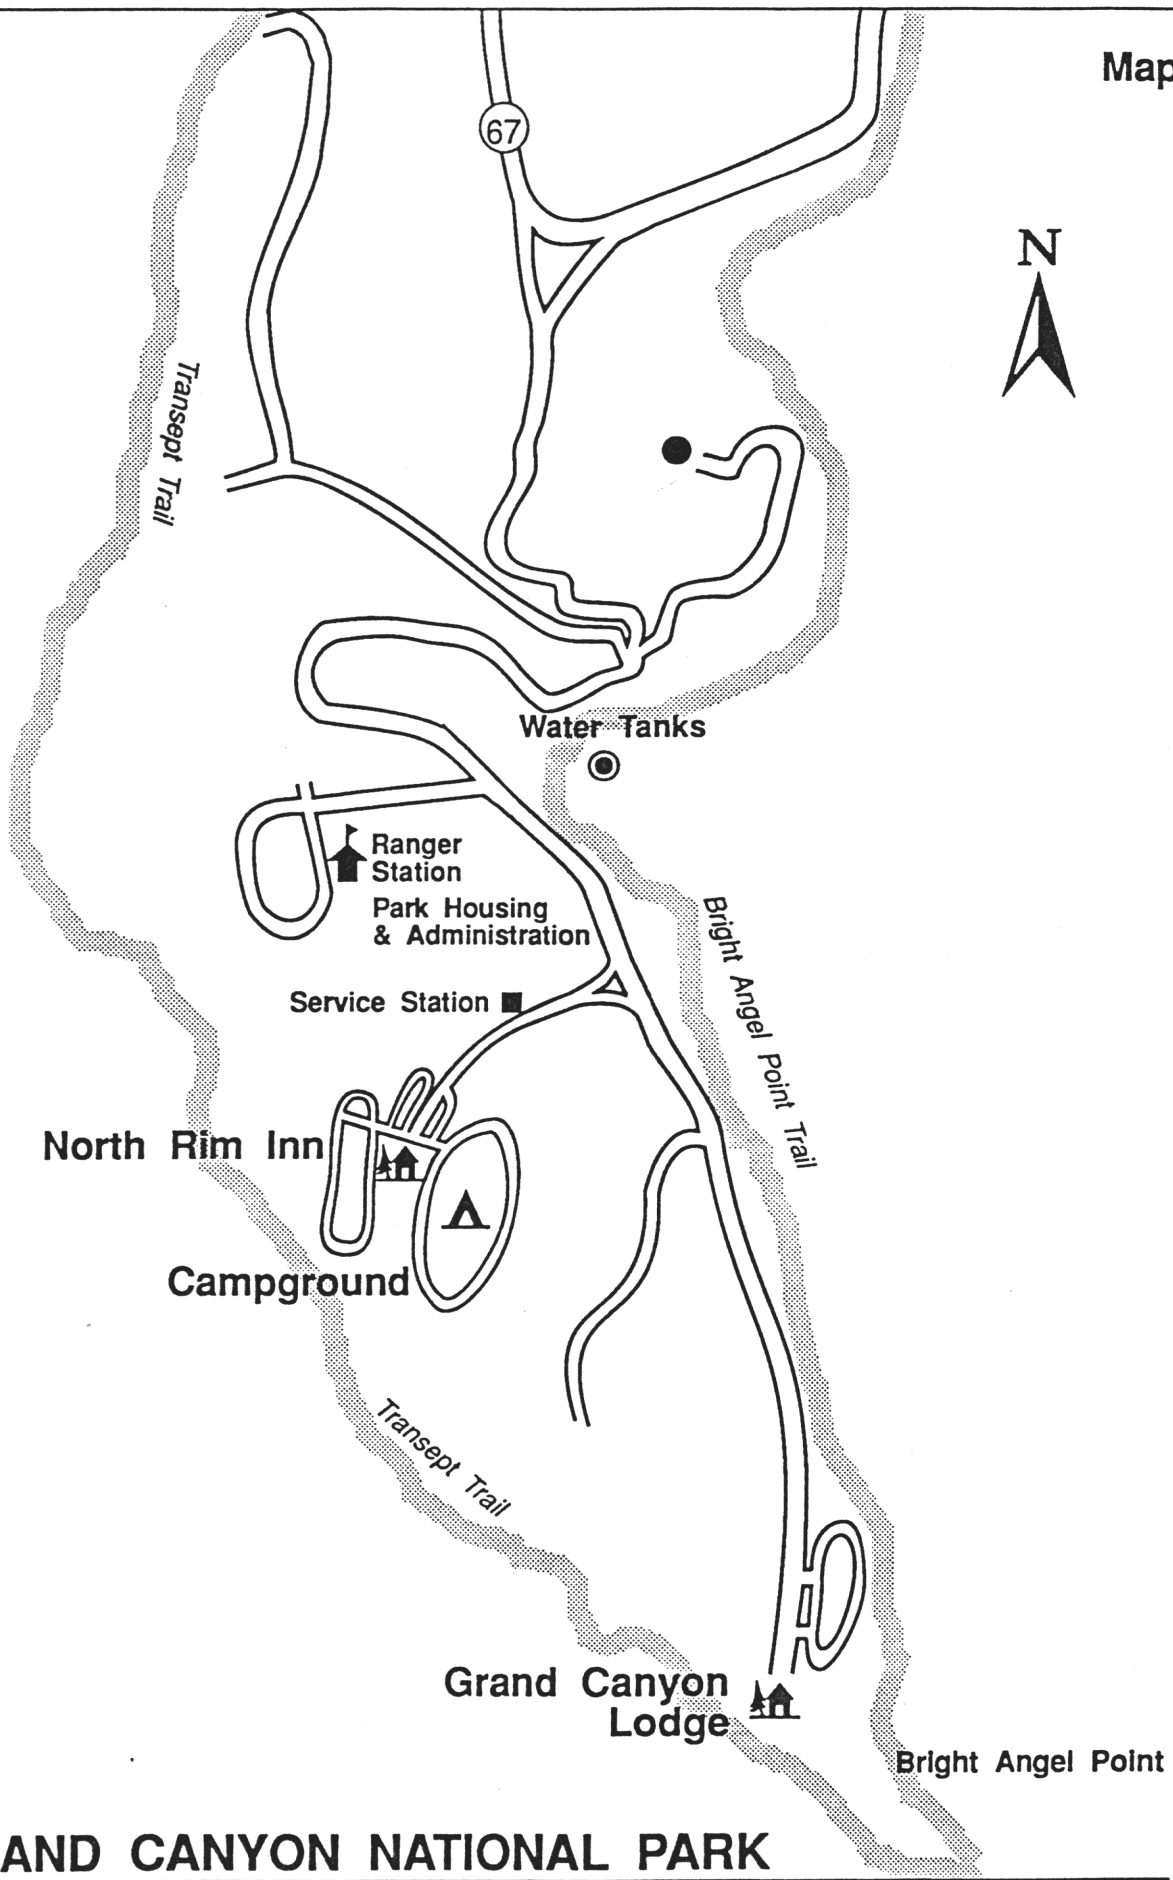 Map
67
N
Transept Trail
Water Tanks
Ranger
Station
Park Housing
& Administration
Bright Angel Point Trail
Service Station
North Rim Inn
Campground
Transept Trail
Grand Canyon
Lodge
Bright Angel Point
AND CANYON NATIONAL PARK